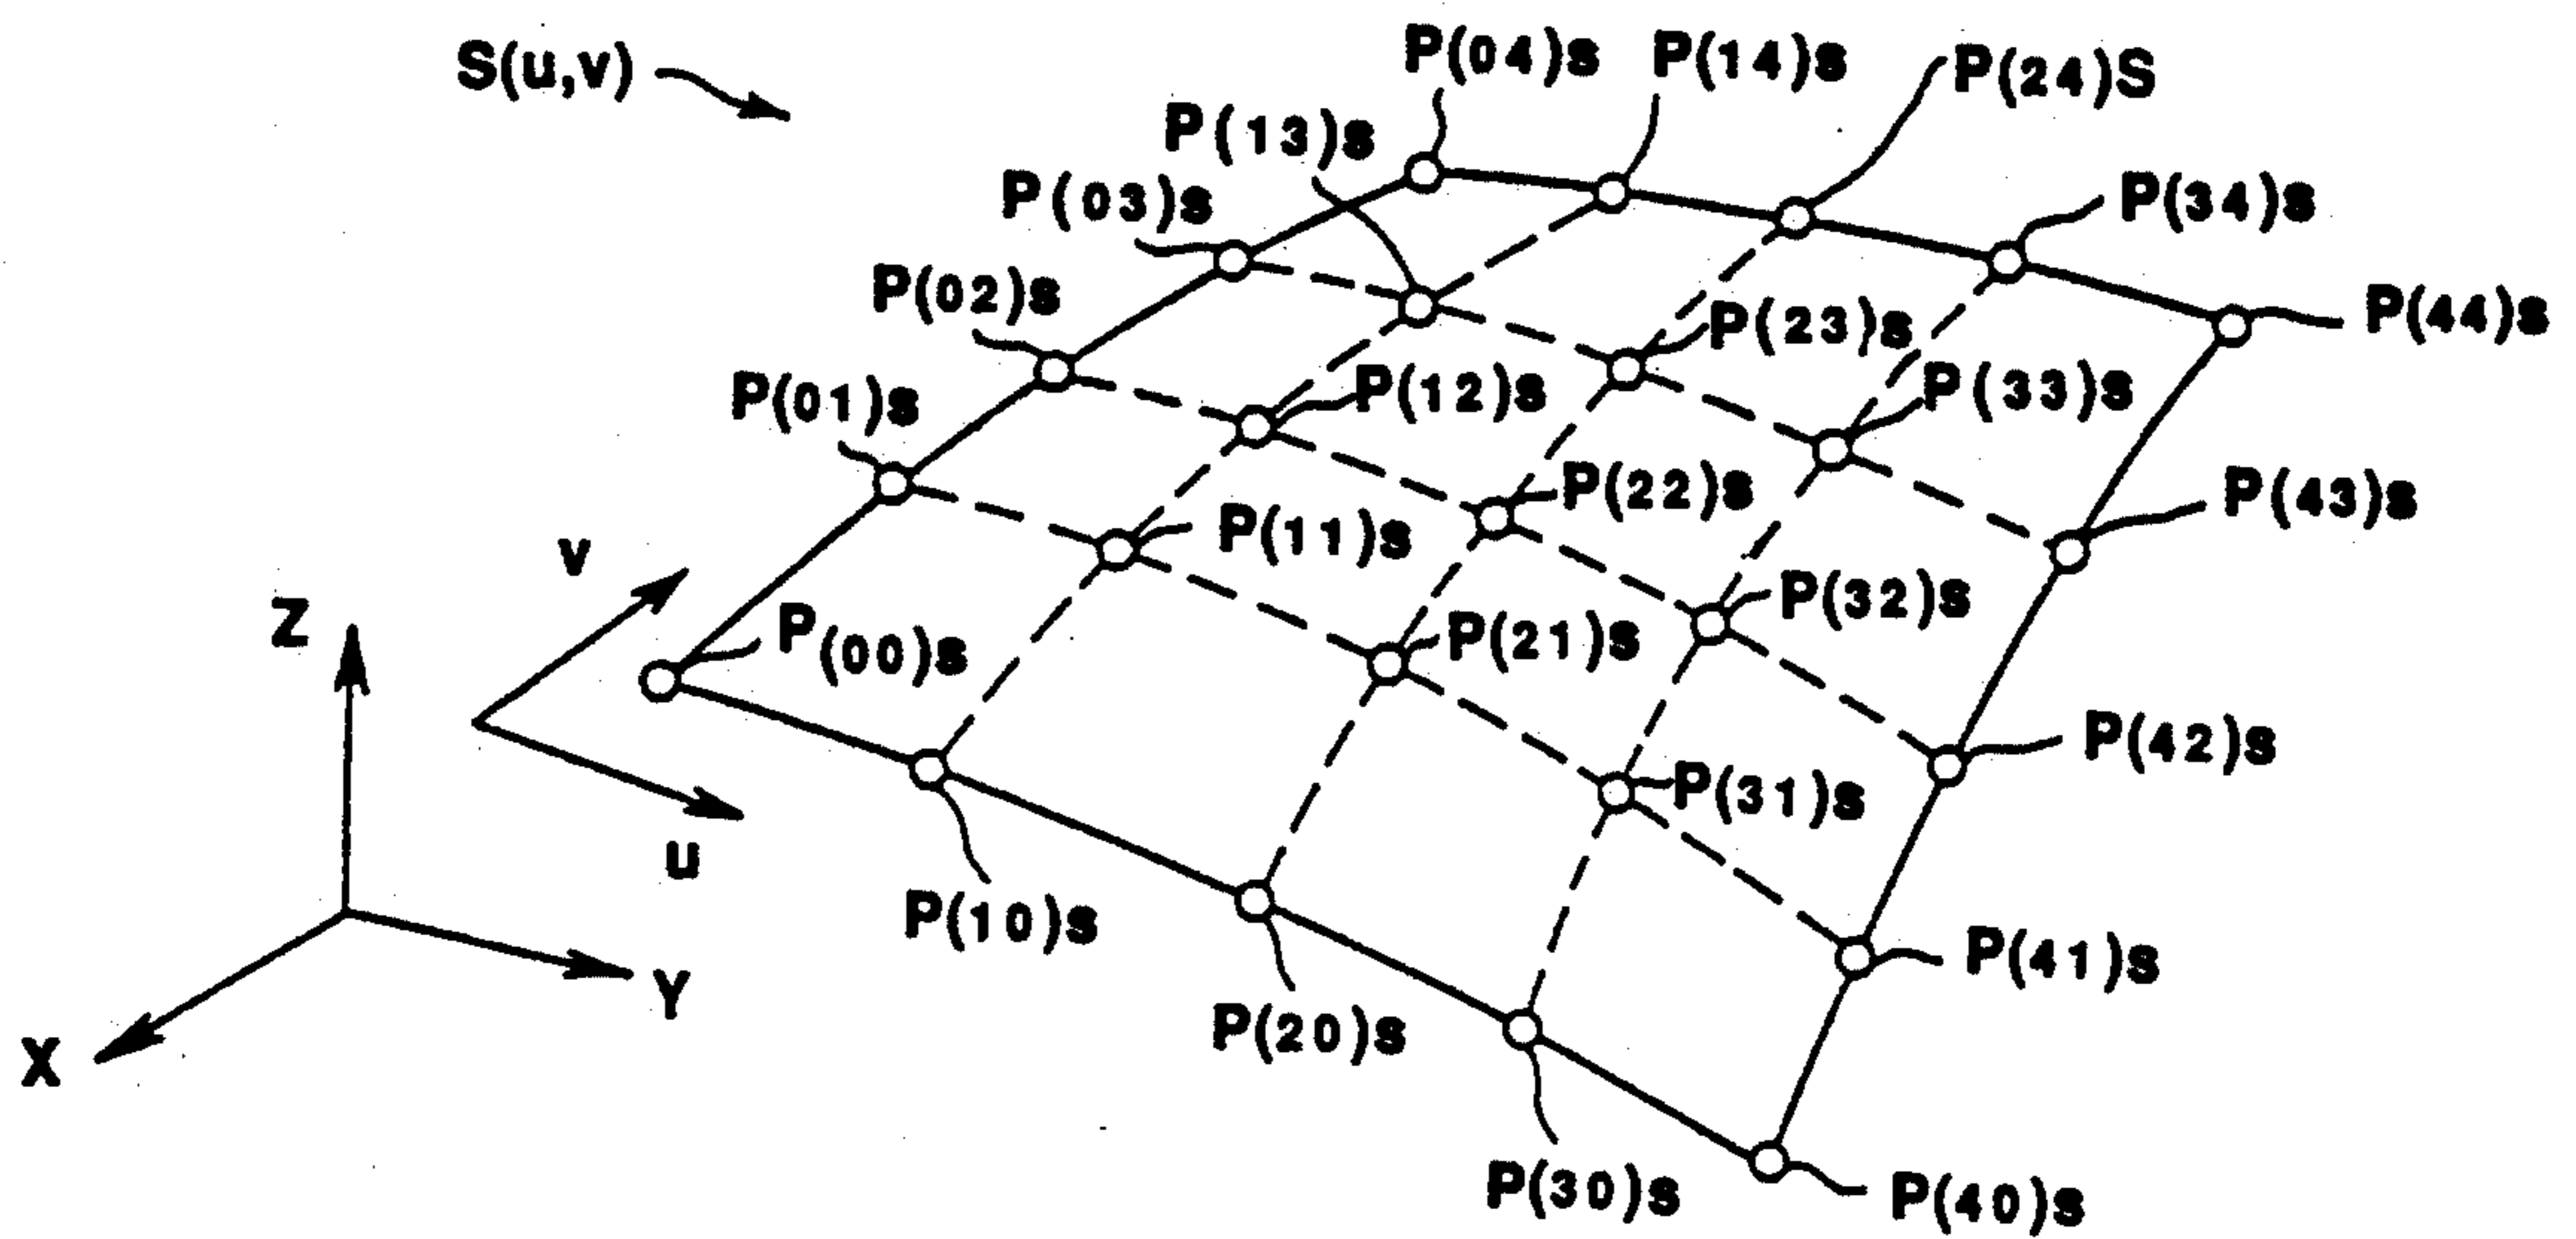 S(u,v)
P(04)s
P(14)s
P(24)S
P(13)s
P(03)s
P(34)s
P(02)s
P(23)s
P(44)s
P(01)s
P(12)s
P(33)s
P(22)s
P(43)s
P(11)s
v
Z
P(00)s
P(21)s
P(32)s
P(42)s
u
P(31)s
P(10)s
P(41)s
Y
P(20)s
X
P(30)s
P(40)s